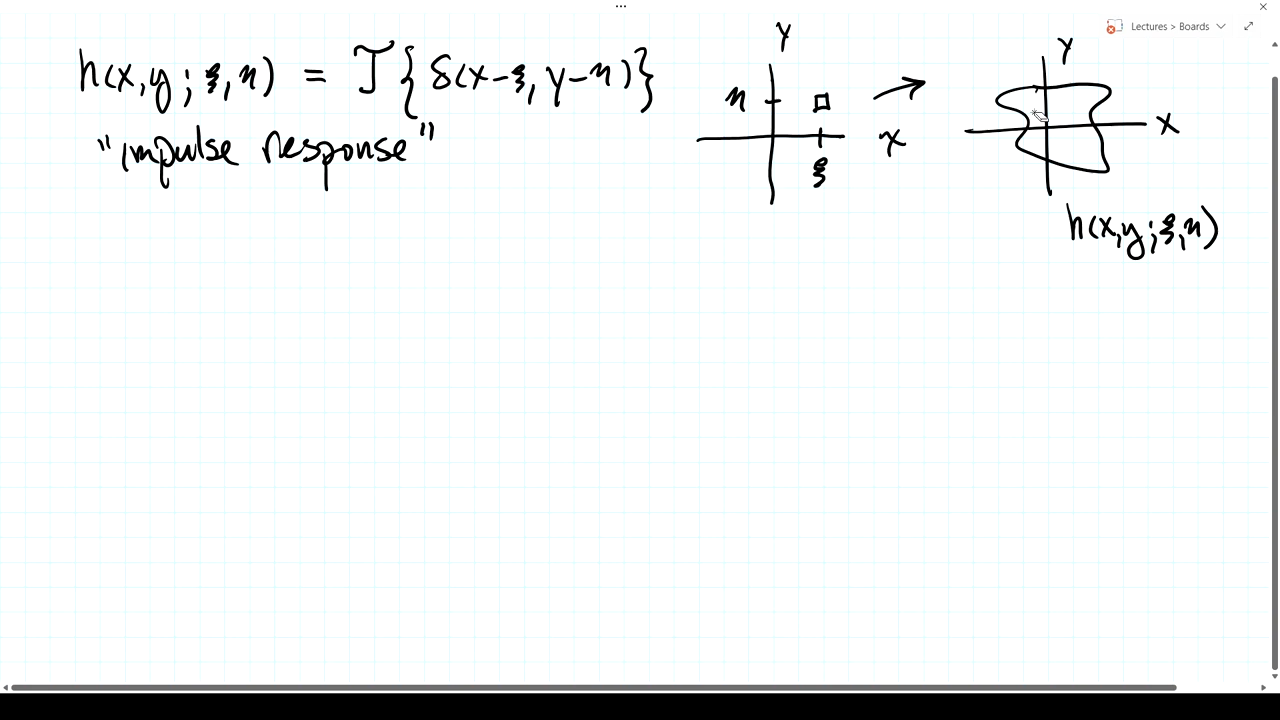 h(x,y;ξ,η) = T{δ(x-ξ,y-η)}
"impulse response"
y
η
x
ξ
y
x
h(x,y;ξ,η)
Lectures > Boards